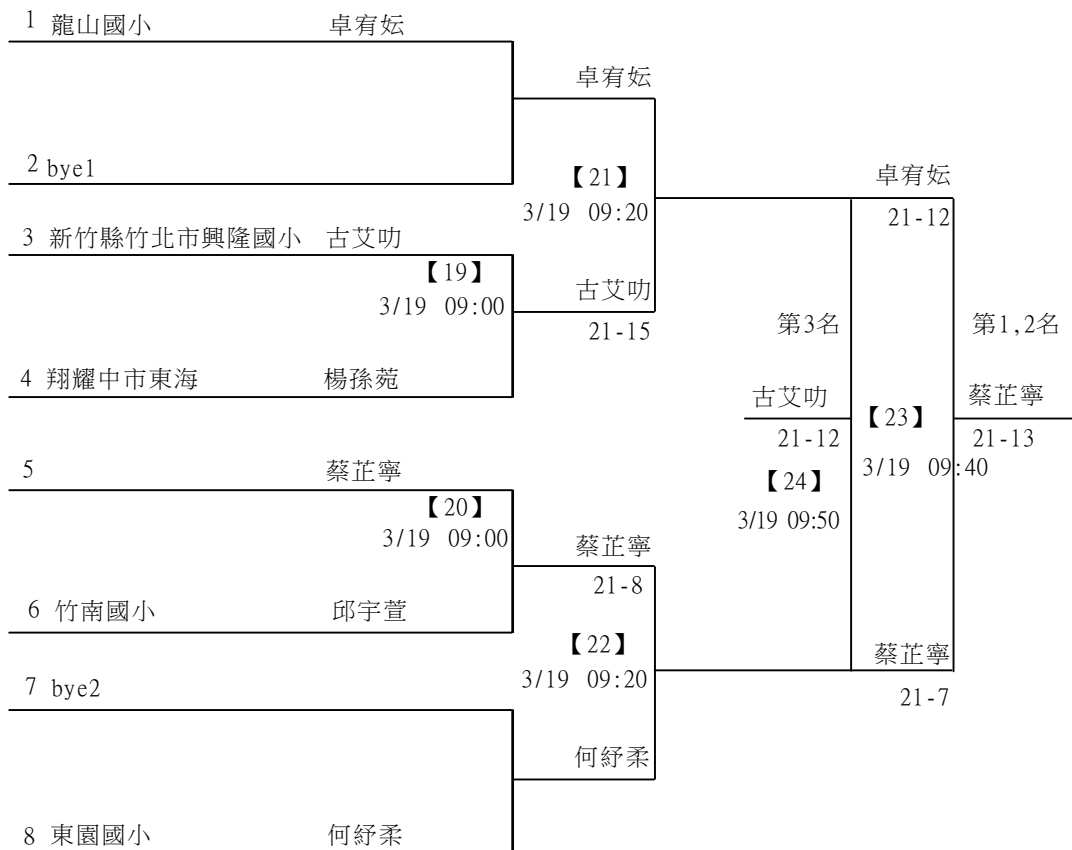 1 龍山國小 卓宥妘
卓宥妘
2 bye1
【21】
卓宥妘
3/19 09:20
21-12
3 新竹縣竹北市興隆國小 古艾叻
【19】
3/19 09:00
古艾叻
21-15
第3名
第1,2名
4 翔耀中市東海 楊孫菀
古艾叻
【23】
蔡芷寧
21-12
21-13
3/19 09:40
5 蔡芷寧
【24】
【20】
3/19 09:50
3/19 09:00
蔡芷寧
21-8
6 竹南國小 邱宇萱
【22】
蔡芷寧
3/19 09:20
21-7
7 bye2
何紓柔
8 東園國小 何紓柔